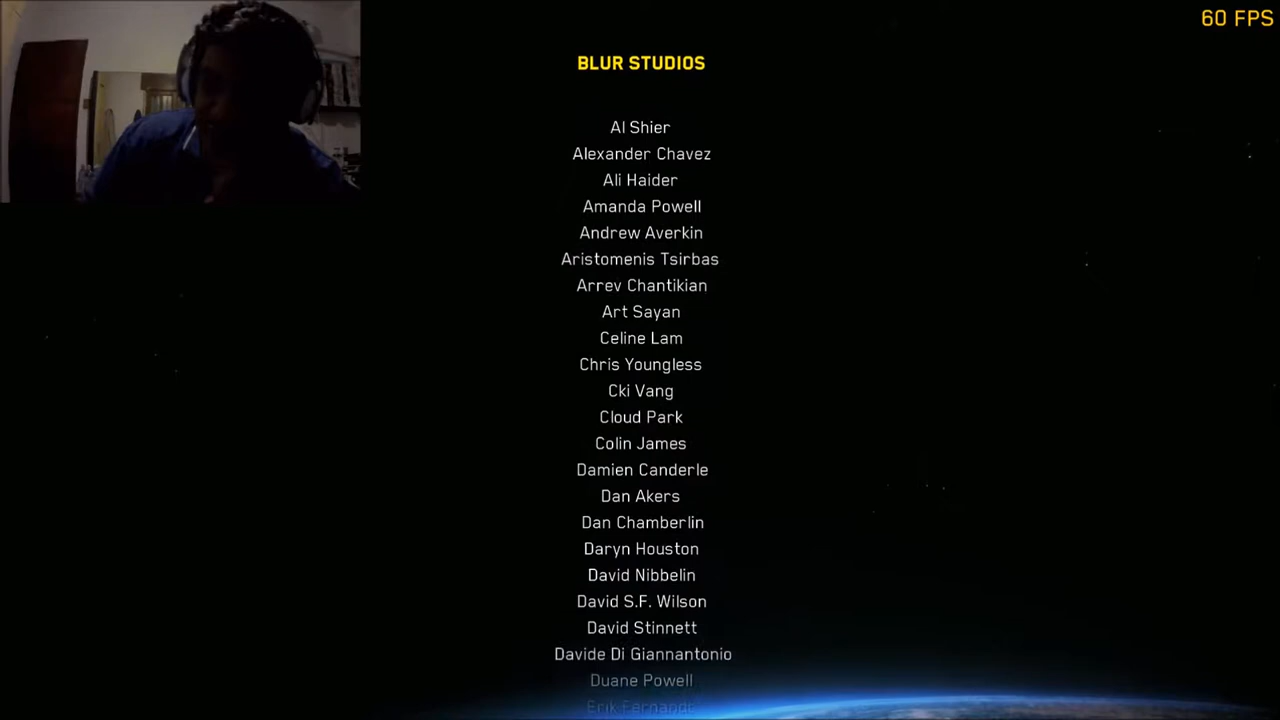 60 FPS
BLUR STUDIOS
Al Shier
Alexander Chavez
Ali Haider
Amanda Powell
Andrew Averkin
Aristomenis Tsirbas
Arrev Chantikian
Art Sayan
Celine Lam
Chris Youngless
Cki Vang
Cloud Park
Colin James
Damien Canderle
Dan Akers
Dan Chamberlin
Daryn Houston
David Nibbelin
David S.F. Wilson
David Stinnett
Davide Di Giannantonio
Duane Powell
Erik Fernandt